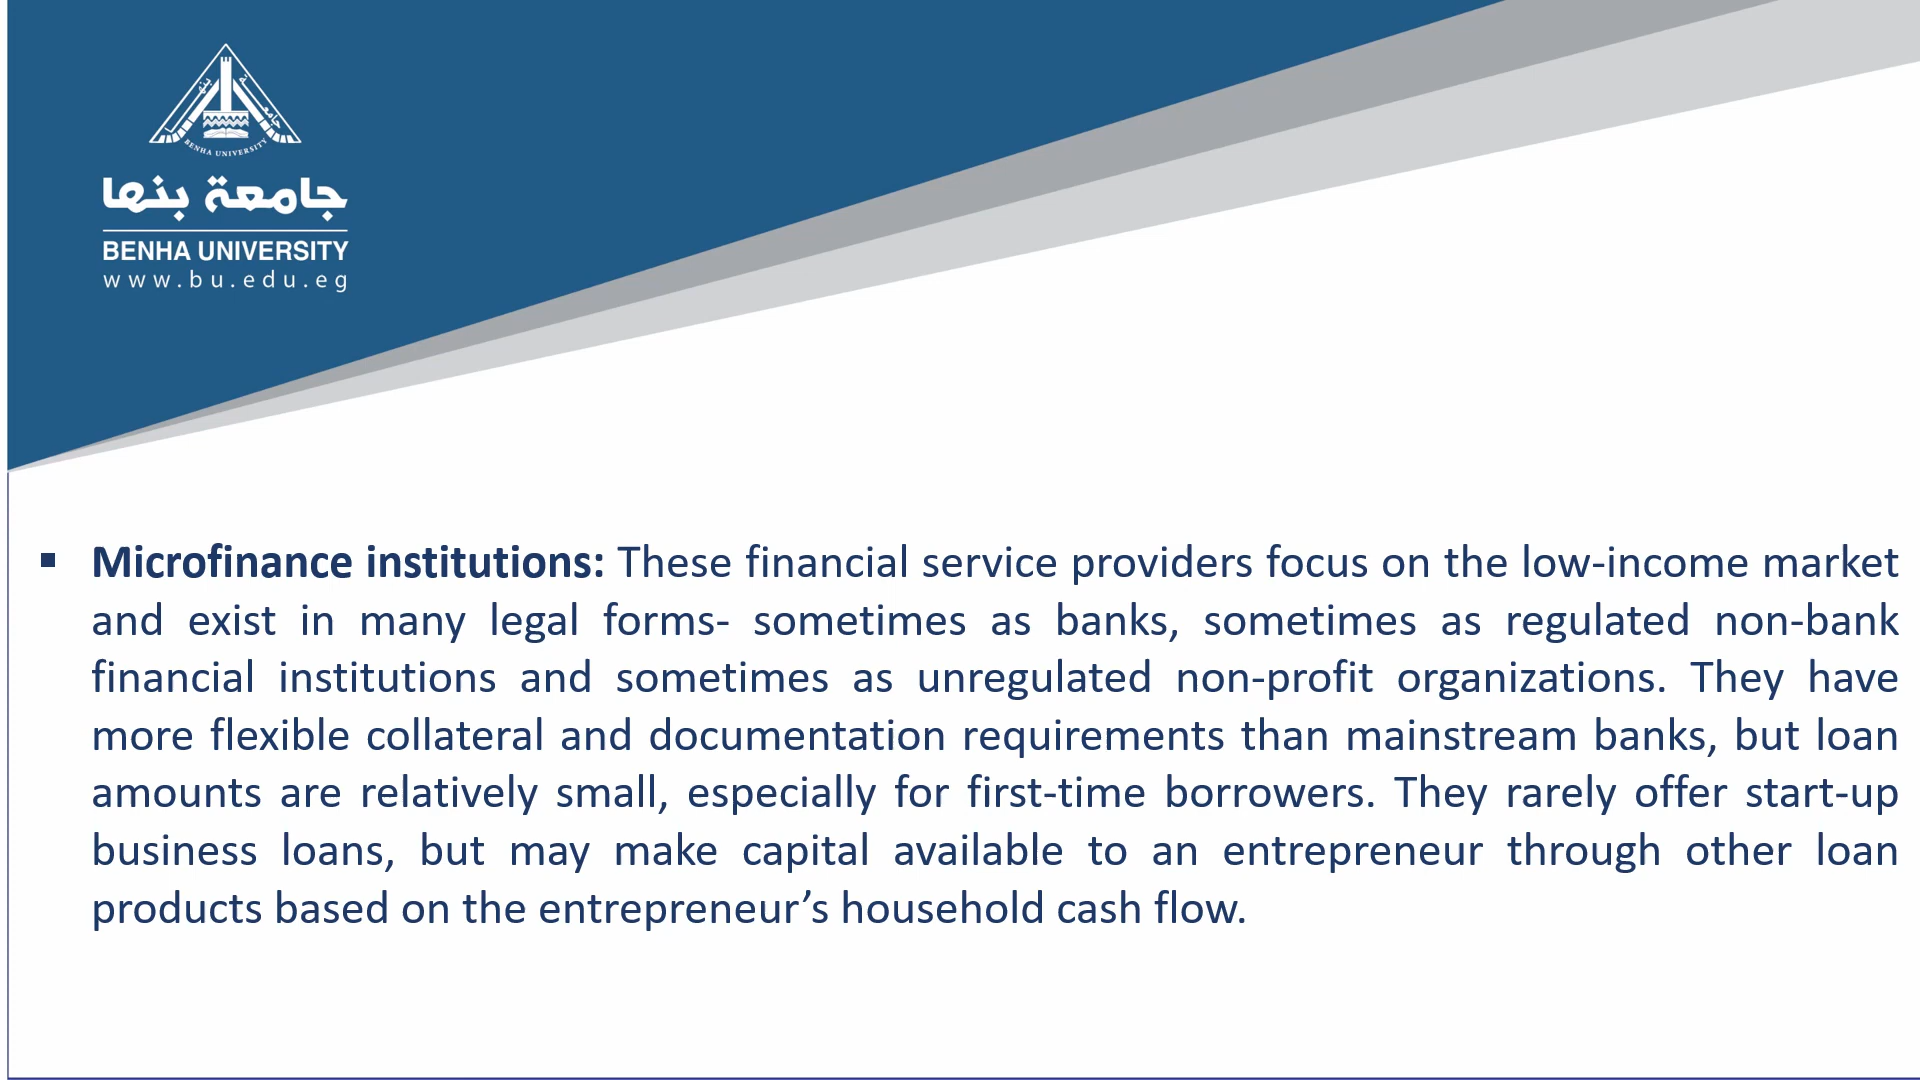 بنها
جامعة
BENHA UNIVERSITY
جامعة بنها
BENHA UNIVERSITY
www.bu.edu.eg
▪ Microfinance institutions: These financial service providers focus on the low-income market
and exist in many legal forms- sometimes as banks, sometimes as regulated non-bank
financial institutions and sometimes as unregulated non-profit organizations. They have
more flexible collateral and documentation requirements than mainstream banks, but loan
amounts are relatively small, especially for first-time borrowers. They rarely offer start-up
business loans, but may make capital available to an entrepreneur through other loan
products based on the entrepreneur’s household cash flow.